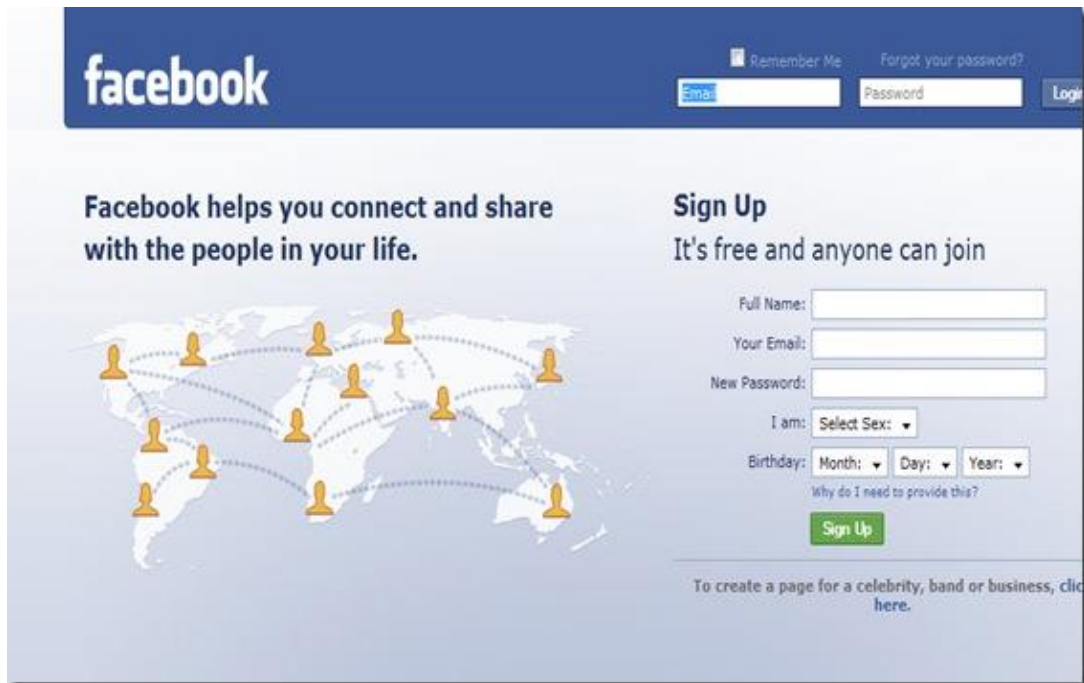 facebook
Remember Me Forgot your password?
Email Password Login
Facebook helps you connect and share
with the people in your life.
Sign Up
It's free and anyone can join
Full Name:
Your Email:
New Password:
I am: Select Sex:
Birthday: Month: Day: Year:
Why do I need to provide this?
Sign Up
To create a page for a celebrity, band or business, clic
here.